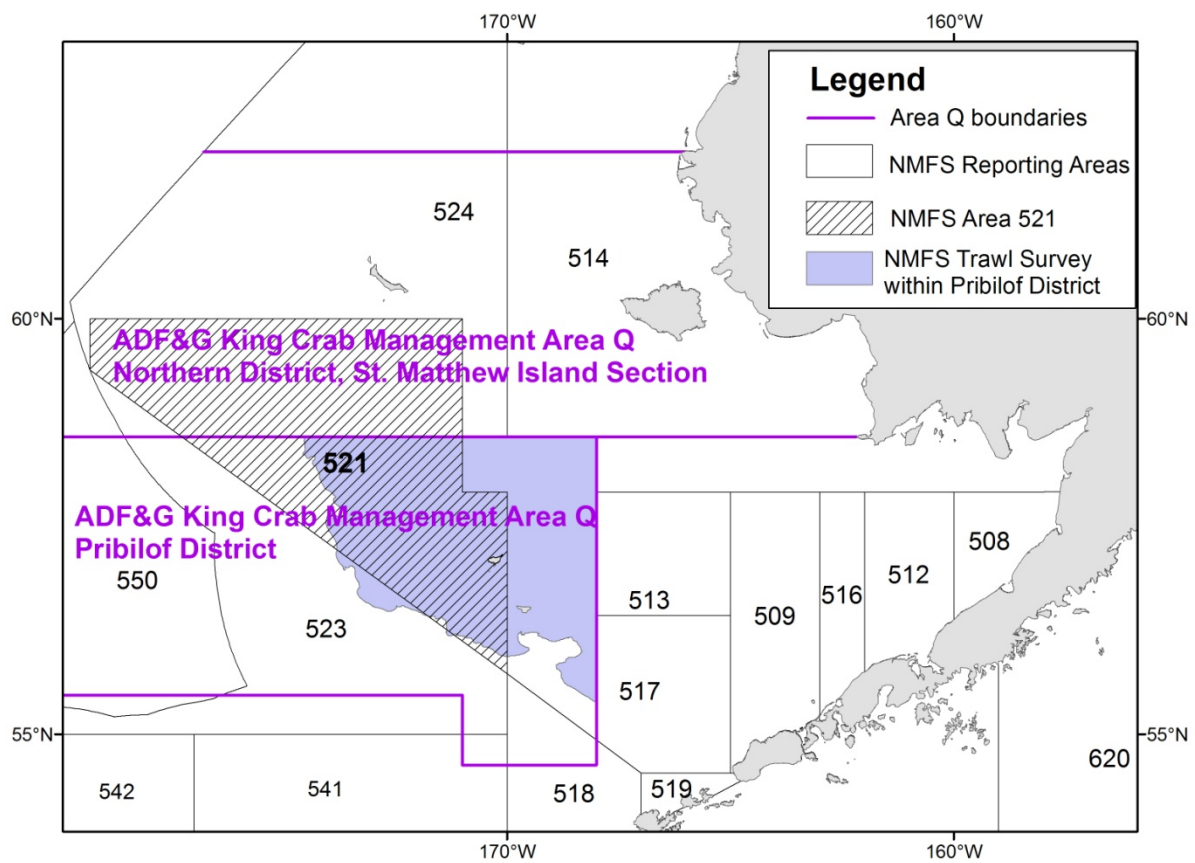 170°W
160°W
Legend
Area Q boundaries
NMFS Reporting Areas
NMFS Area 521
NMFS Trawl Survey
within Pribilof District
524
514
60°N
60°N
ADF&G King Crab Management Area Q
Northern District, St. Matthew Island Section
521
ADF&G King Crab Management Area Q
Pribilof District
550
523
513
517
509
516
512
508
55°N
55°N
542
541
518
519
620
170°W
160°W